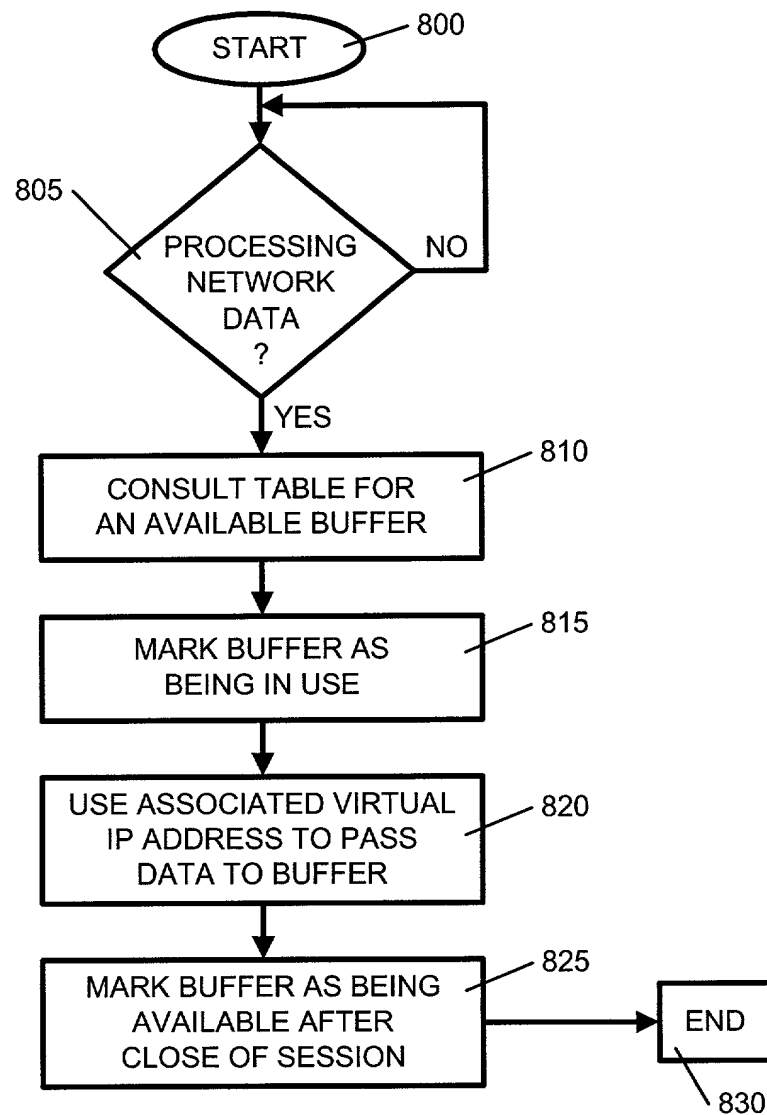 START
800
805
PROCESSING
NETWORK
DATA
?
NO
YES
810
CONSULT TABLE FOR
AN AVAILABLE BUFFER
815
MARK BUFFER AS
BEING IN USE
820
USE ASSOCIATED VIRTUAL
IP ADDRESS TO PASS
DATA TO BUFFER
825
MARK BUFFER AS BEING
AVAILABLE AFTER
CLOSE OF SESSION
END
830